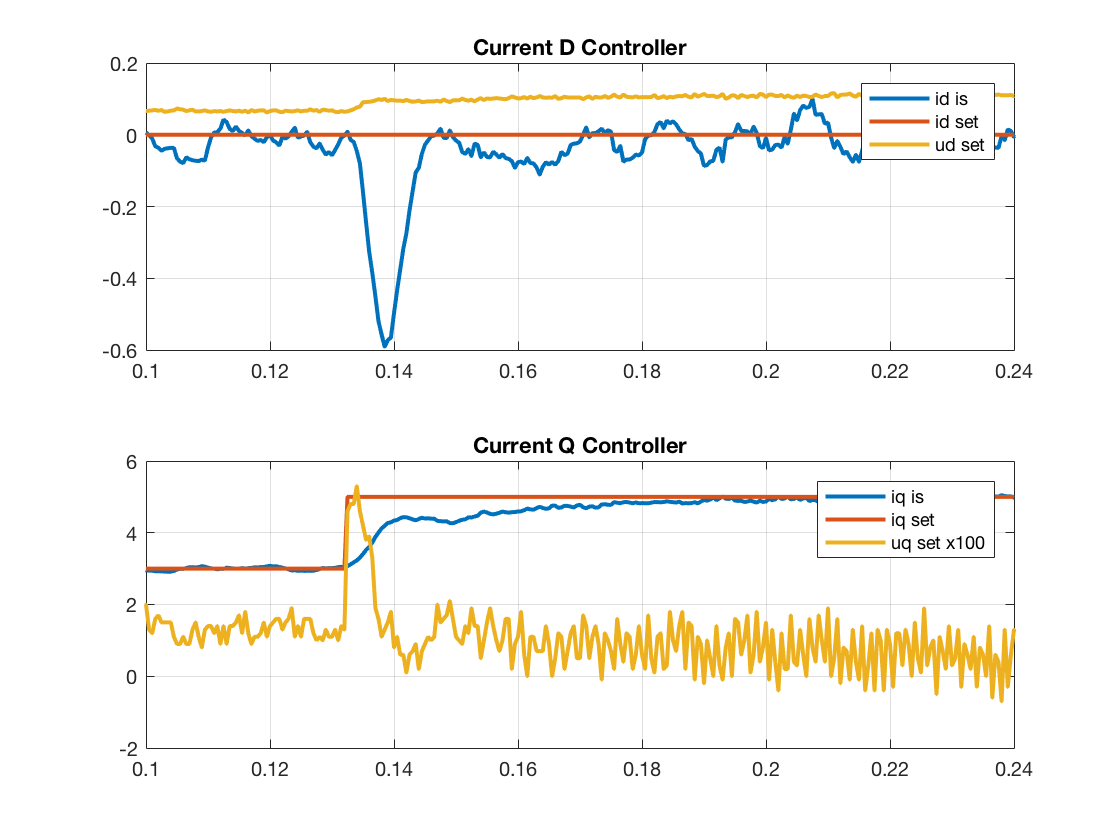 Current D Controller
0.2
0
-0.2
-0.4
-0.6
id is
id set
ud set
0.1 0.12 0.14 0.16 0.18 0.2 0.22 0.24
Current Q Controller
6
4
2
0
-2
iq is
iq set
uq set x100
0.1 0.12 0.14 0.16 0.18 0.2 0.22 0.24